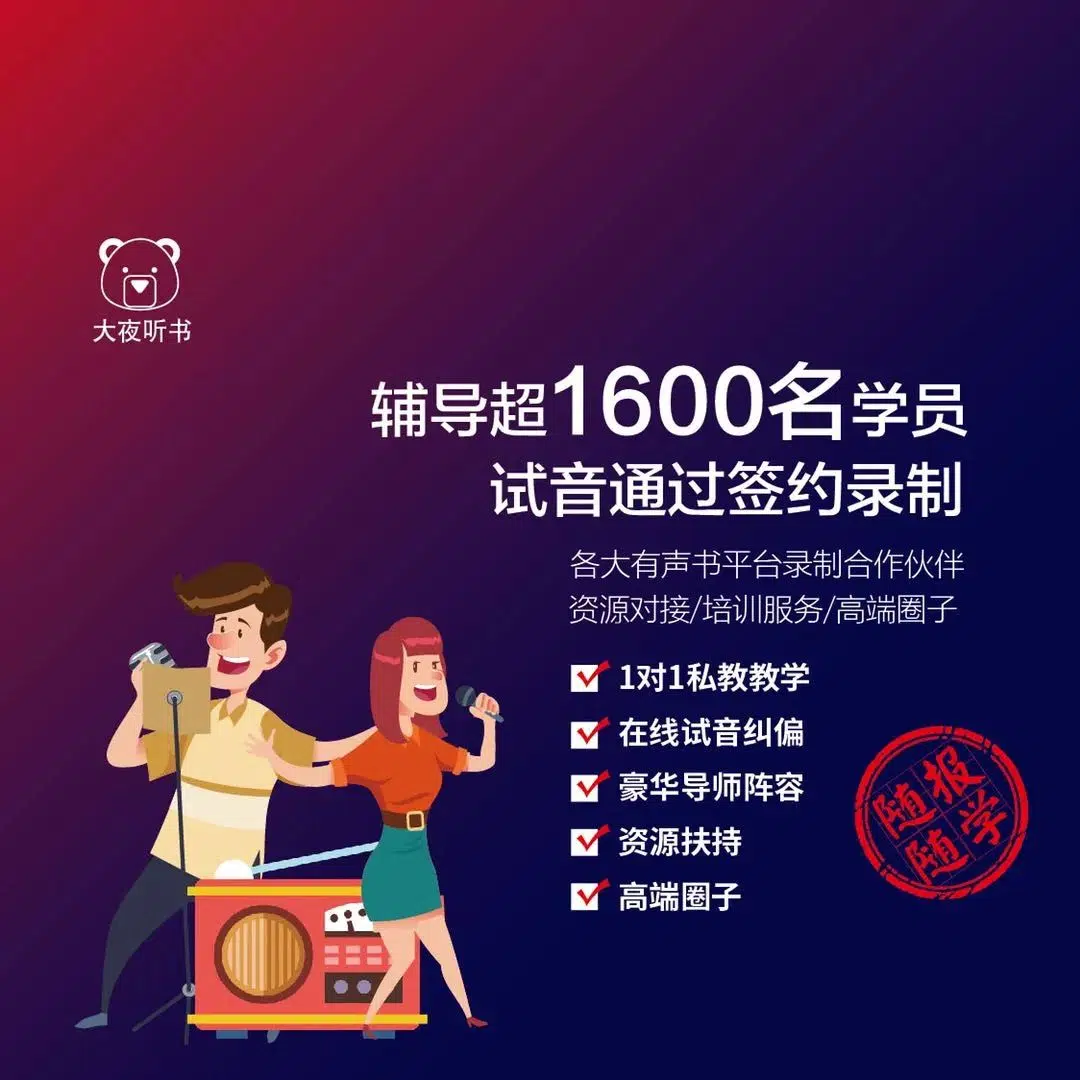 大夜听书
辅导超1600名学员
试音通过签约录制
各大有声书平台录制合作伙伴
资源对接/培训服务/高端圈子
1对1私教教学
在线试音纠偏
豪华导师阵容
资源扶持
高端圈子
随报
随学